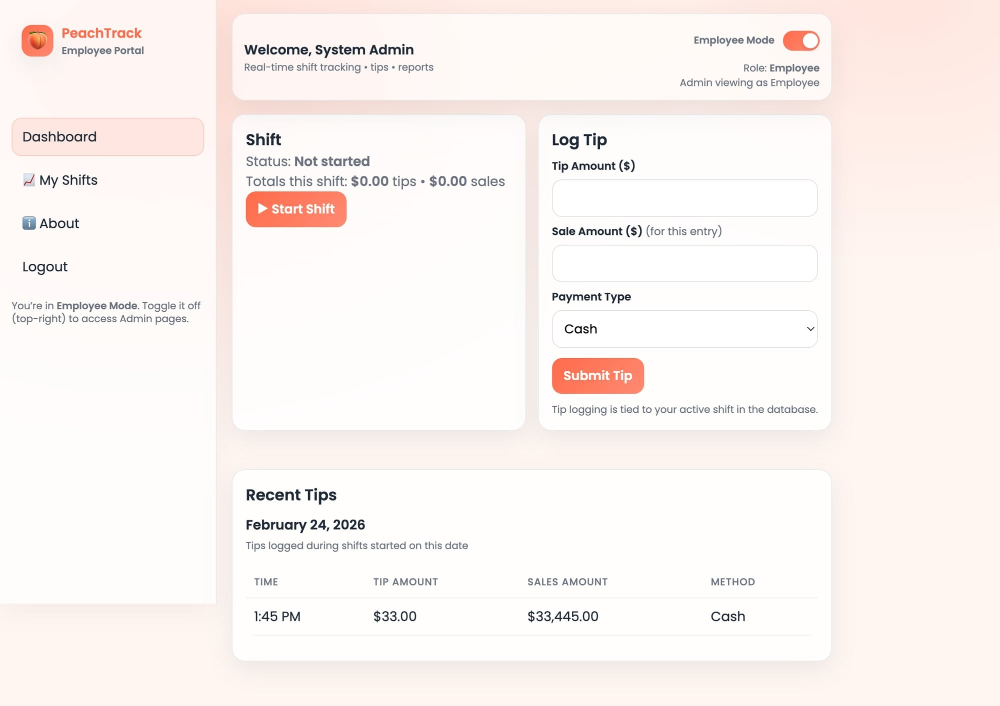 PeachTrack
Employee Portal
Dashboard
My Shifts
About
Logout
You're in Employee Mode. Toggle it off
(top-right) to access Admin pages.
Welcome, System Admin
Real-time shift tracking • tips • reports
Employee Mode
Role: Employee
Admin viewing as Employee
Shift
Status: Not started
Totals this shift: $0.00 tips • $0.00 sales
▶ Start Shift
Log Tip
Tip Amount ($)
Sale Amount ($) (for this entry)
Payment Type
Cash
Submit Tip
Tip logging is tied to your active shift in the database.
Recent Tips
February 24, 2026
Tips logged during shifts started on this date
TIME TIP AMOUNT SALES AMOUNT METHOD
1:45 PM $33.00 $33,445.00 Cash